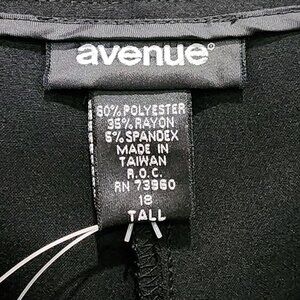 avenue®
60% POLYESTER
35% RAYON
5% SPANDEX
MADE IN
TAIWAN
R.O.C.
RN 73960
18
TALL